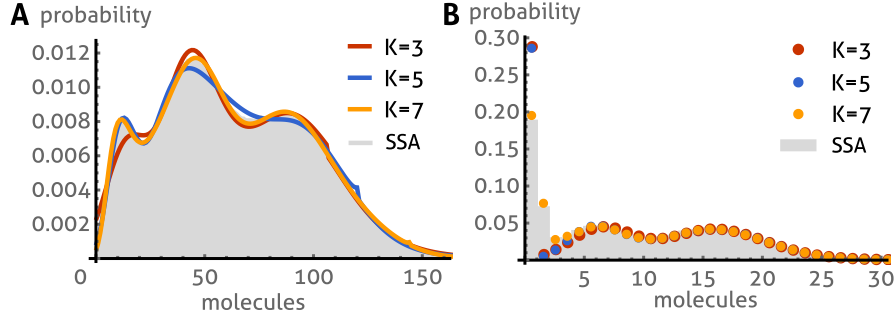 A probability
0.012
0.010
0.008
0.006
0.004
0.002
0 50 100 150
molecules
K=3
K=5
K=7
SSA
B probability
0.30
0.25
0.20
0.15
0.10
0.05
5 10 15 20 25 30
molecules
K=3
K=5
K=7
SSA